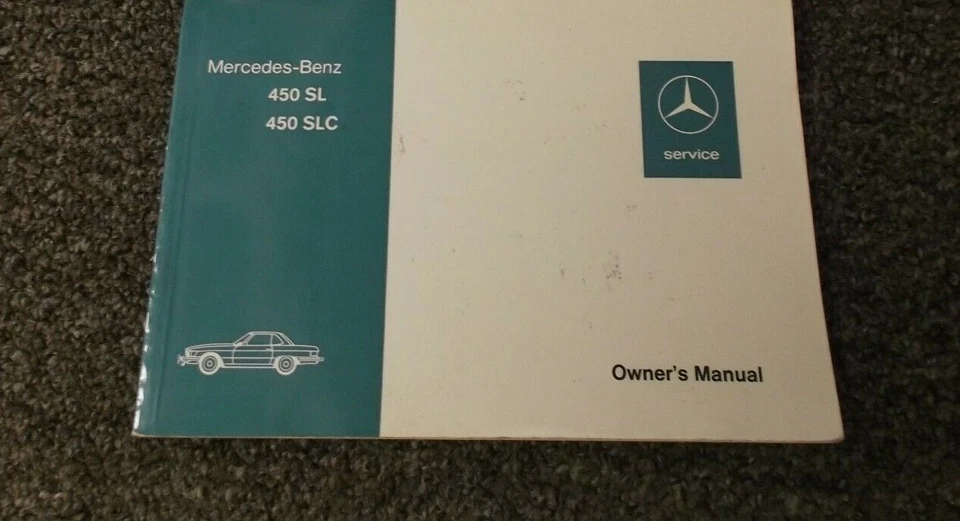 Mercedes-Benz
450 SL
450 SLC
service
Owner's Manual